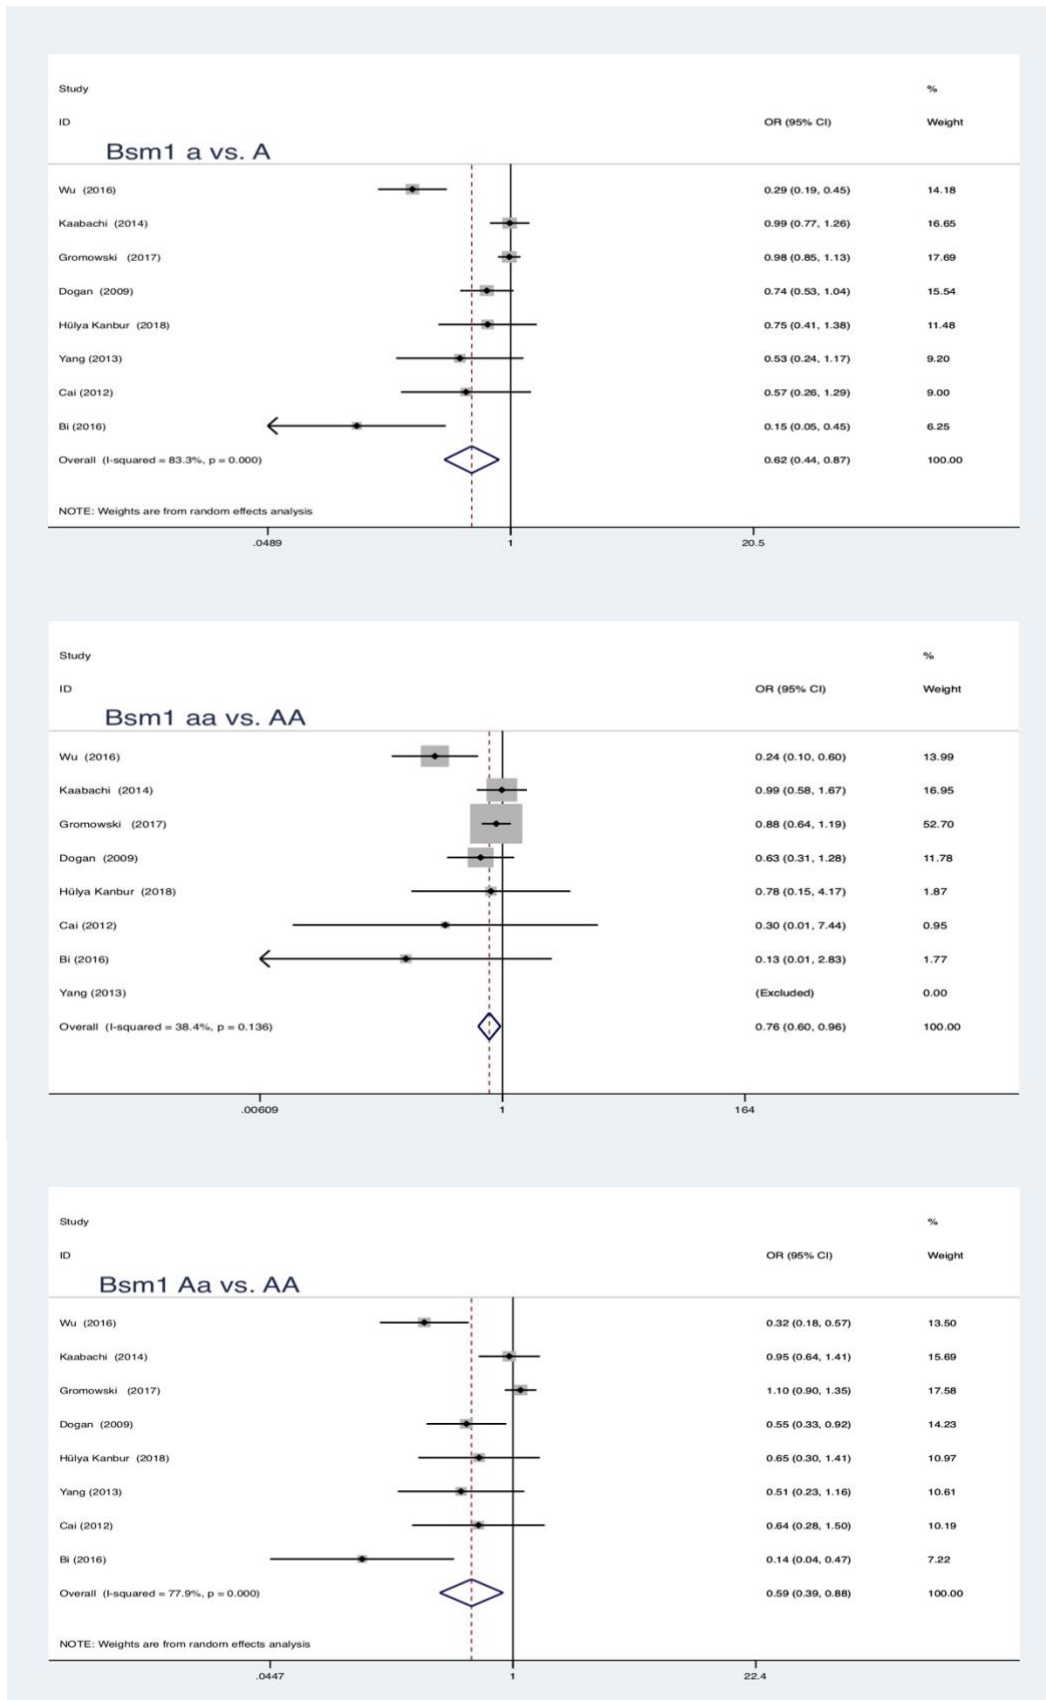 Study %
ID OR (95% CI) Weight
Bsm1 a vs. A
Wu (2016) 0.29 (0.19, 0.45) 14.18
Kaabachi (2014) 0.99 (0.77, 1.26) 16.65
Gromowski (2017) 0.98 (0.85, 1.13) 17.69
Dogan (2009) 0.74 (0.53, 1.04) 15.54
Hülya Kanbur (2018) 0.75 (0.41, 1.38) 11.48
Yang (2013) 0.53 (0.24, 1.17) 9.20
Cai (2012) 0.57 (0.26, 1.29) 9.00
Bi (2016) 0.15 (0.05, 0.45) 6.25
Overall (I-squared = 83.3%, p = 0.000) 0.62 (0.44, 0.87) 100.00
NOTE: Weights are from random effects analysis
.0489 1 20.5
Study %
ID OR (95% CI) Weight
Bsm1 aa vs. AA
Wu (2016) 0.24 (0.10, 0.60) 13.99
Kaabachi (2014) 0.99 (0.58, 1.67) 16.95
Gromowski (2017) 0.88 (0.64, 1.19) 52.70
Dogan (2009) 0.63 (0.31, 1.28) 11.78
Hülya Kanbur (2018) 0.78 (0.15, 4.17) 1.87
Cai (2012) 0.30 (0.01, 7.44) 0.95
Bi (2016) 0.13 (0.01, 2.83) 1.77
Yang (2013) (Excluded) 0.00
Overall (I-squared = 38.4%, p = 0.136) 0.76 (0.60, 0.96) 100.00
.00609 1 164
Study %
ID OR (95% CI) Weight
Bsm1 Aa vs. AA
Wu (2016) 0.32 (0.18, 0.57) 13.50
Kaabachi (2014) 0.95 (0.64, 1.41) 15.69
Gromowski (2017) 1.10 (0.90, 1.35) 17.58
Dogan (2009) 0.55 (0.33, 0.92) 14.23
Hülya Kanbur (2018) 0.65 (0.30, 1.41) 10.97
Yang (2013) 0.51 (0.23, 1.16) 10.61
Cai (2012) 0.64 (0.28, 1.50) 10.19
Bi (2016) 0.14 (0.04, 0.47) 7.22
Overall (I-squared = 77.9%, p = 0.000) 0.59 (0.39, 0.88) 100.00
NOTE: Weights are from random effects analysis
.0447 1 22.4